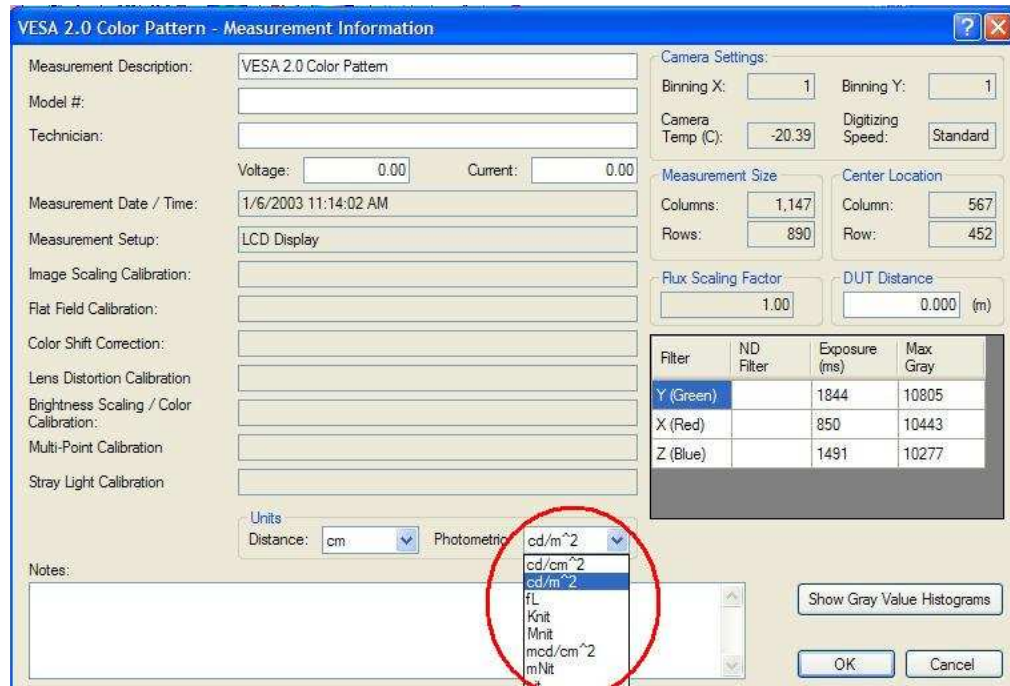 VESA 2.0 Color Pattern - Measurement Information
Measurement Description: VESA 2.0 Color Pattern
Model #:
Technician:
Voltage: 0.00 Current: 0.00
Measurement Date / Time: 1/6/2003 11:14:02 AM
Measurement Setup: LCD Display
Image Scaling Calibration:
Flat Field Calibration:
Color Shift Correction:
Lens Distortion Calibration
Brightness Scaling / Color
Calibration:
Multi-Point Calibration
Stray Light Calibration
Units
Distance: cm Photometric cd/m^2
cd/cm^2
cd/m^2
fL
Knit
Mnit
mcd/cm^2
mNit
Notes:
Camera Settings:
Binning X: 1 Binning Y: 1
Camera
Temp (C): -20.39
Digitizing
Speed: Standard
Measurement Size
Columns: 1,147
Rows: 890
Center Location
Column: 567
Row: 452
Flux Scaling Factor
1.00
DUT Distance
0.000 (m)
Filter ND Filter Exposure (ms) Max Gray
Y (Green) 1844 10805
X (Red) 850 10443
Z (Blue) 1491 10277
Show Gray Value Histograms
OK Cancel